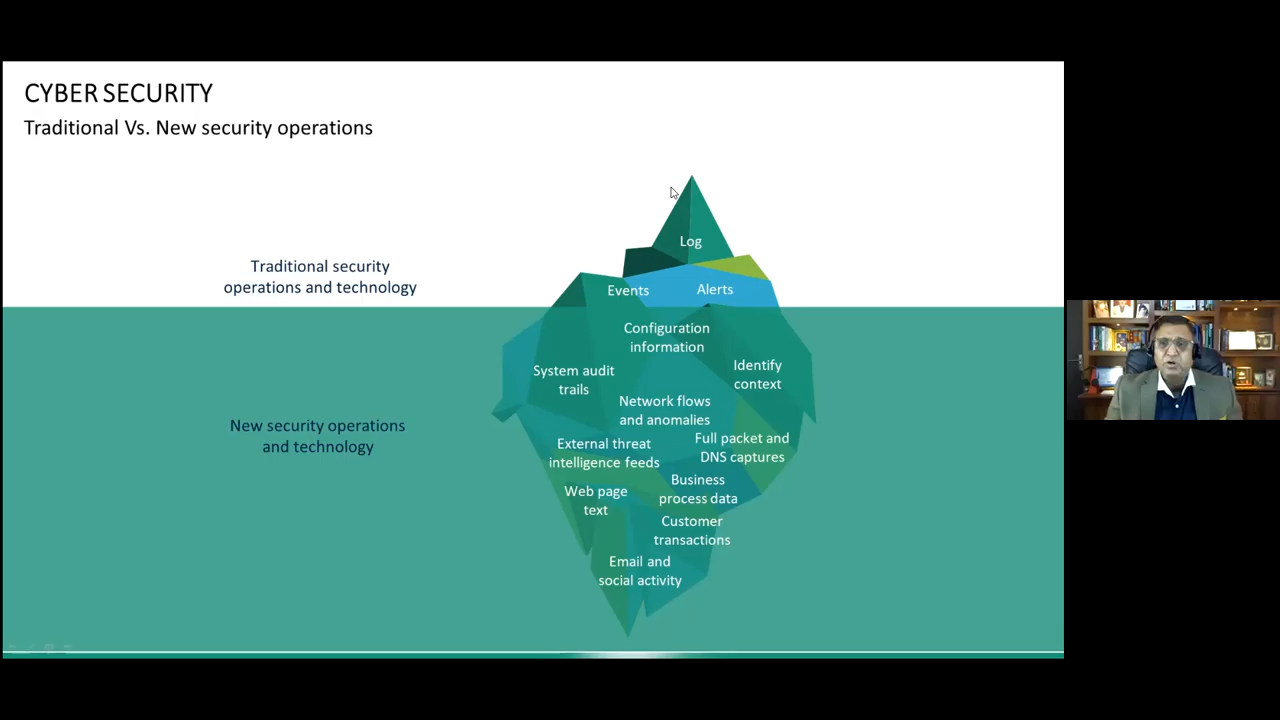 CYBER SECURITY
Traditional Vs. New security operations
Log
Traditional security
operations and technology
Events
Alerts
Configuration
information
System audit
trails
Identify
context
Network flows
and anomalies
New security operations
and technology
External threat
intelligence feeds
Full packet and
DNS captures
Web page
text
Business
process data
Customer
transactions
Email and
social activity